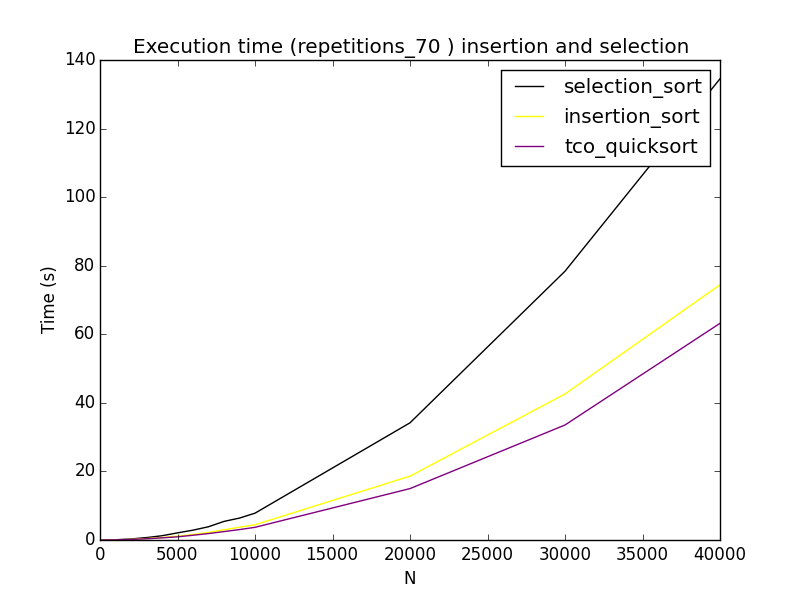 Execution time (repetitions_70 ) insertion and selection
140
120
100
80
60
40
20
0
Time (s)
selection_sort
insertion_sort
tco_quicksort
0 5000 10000 15000 20000 25000 30000 35000 40000
N